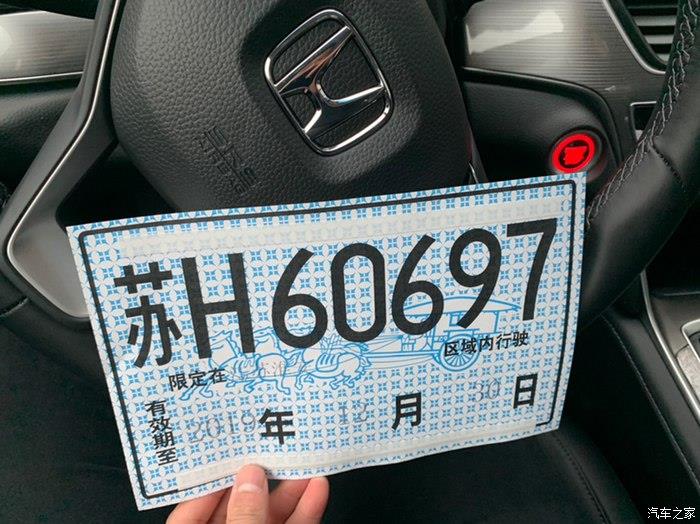 SRS
AIRBAG
苏H60697
限定在 区域内行驶
有效期至 2019年 12月 30日
汽车之家